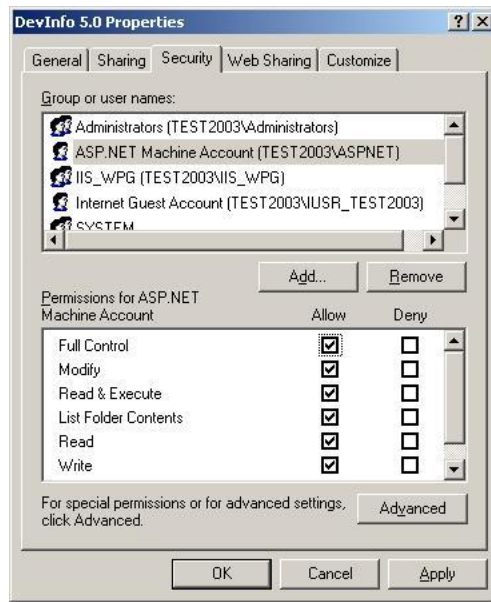 DevInfo 5.0 Properties
General Sharing Security Web Sharing Customize
Group or user names:
Administrators (TEST2003\Administrators)
ASP.NET Machine Account (TEST2003\ASPNET)
IIS_WPG (TEST2003\IIS_WPG)
Internet Guest Account (TEST2003\IUSR_TEST2003)
SYSTEM
Add... Remove
Permissions for ASP.NET
Machine Account Allow Deny
Full Control
Modify
Read & Execute
List Folder Contents
Read
Write
For special permissions or for advanced settings,
click Advanced.
Advanced
OK Cancel Apply